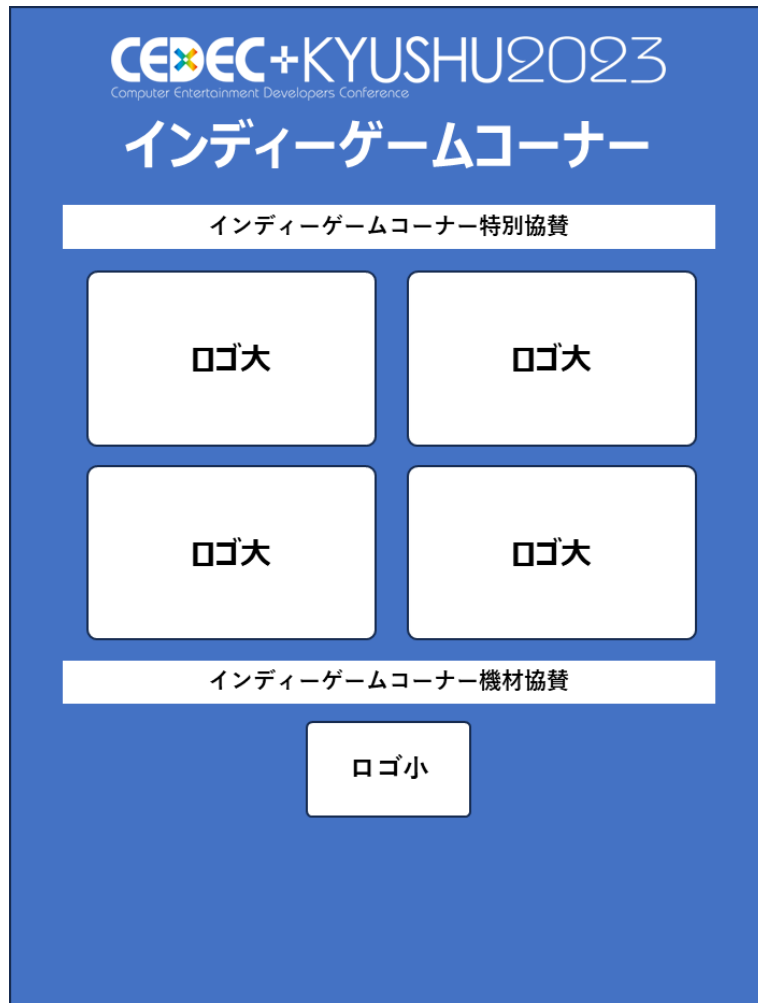 CEDEC+KYUSHU2023
Computer Entertainment Developers Conference
インディーゲームコーナー
インディーゲームコーナー特別協賛
ロゴ大
ロゴ大
ロゴ大
ロゴ大
インディーゲームコーナー機材協賛
ロゴ小